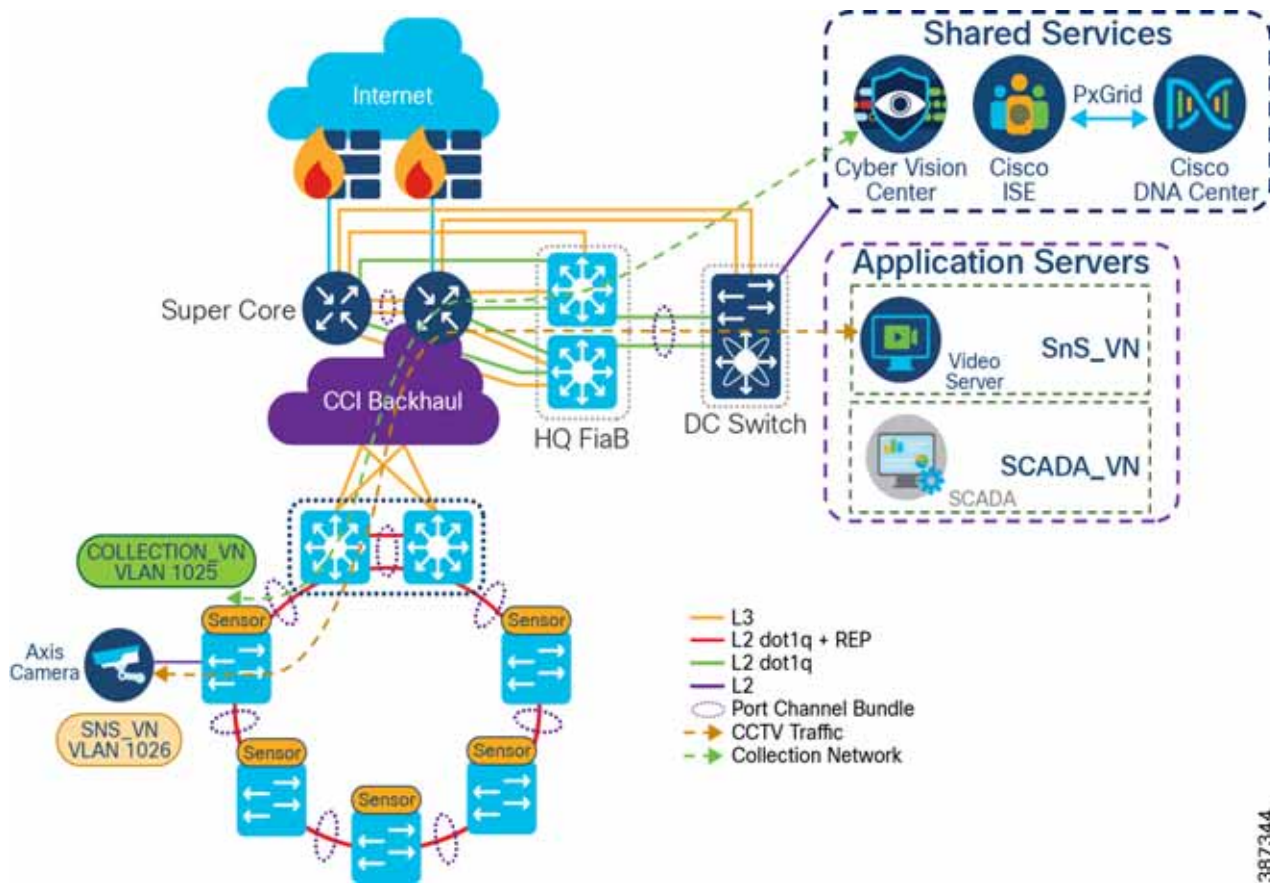 Internet
Shared Services
PxGrid
Cyber Vision
Center
Cisco
ISE
Cisco
DNA Center
Super Core
CCI Backhaul
HQ FiaB
DC Switch
Application Servers
Video
Server
SnS_VN
SCADA
SCADA_VN
COLLECTION_VN
VLAN 1025
Sensor
Sensor
Axis
Camera
SNS_VN
VLAN 1026
Sensor
Sensor
Sensor
L3
L2 dot1q + REP
L2 dot1q
L2
Port Channel Bundle
CCTV Traffic
Collection Network
387344